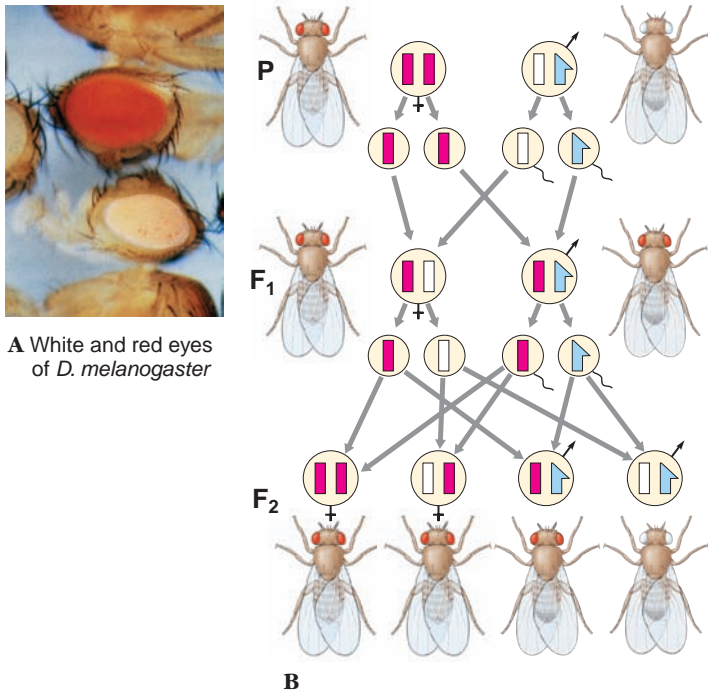 P
F₁
A White and red eyes
of D. melanogaster
F₂
B